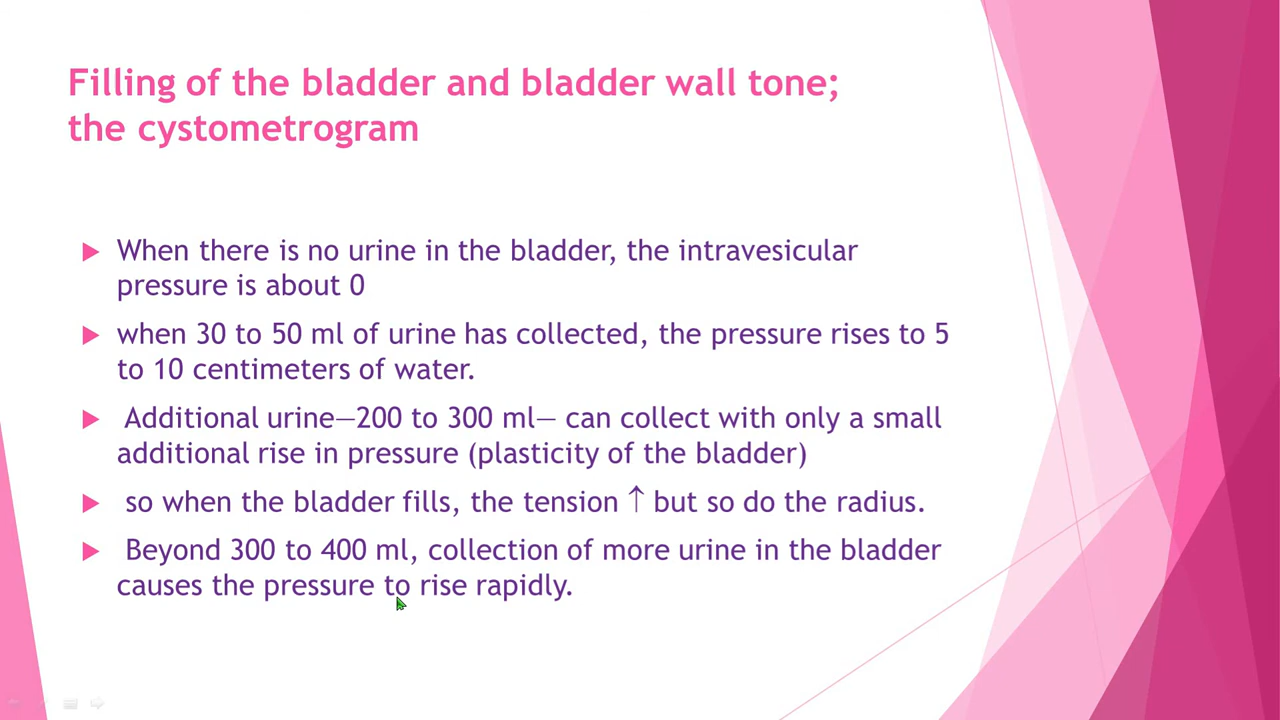 Filling of the bladder and bladder wall tone;
the cystometrogram
When there is no urine in the bladder, the intravesicular
pressure is about 0
when 30 to 50 ml of urine has collected, the pressure rises to 5
to 10 centimeters of water.
Additional urine—200 to 300 ml— can collect with only a small
additional rise in pressure (plasticity of the bladder)
so when the bladder fills, the tension ↑ but so do the radius.
Beyond 300 to 400 ml, collection of more urine in the bladder
causes the pressure to rise rapidly.